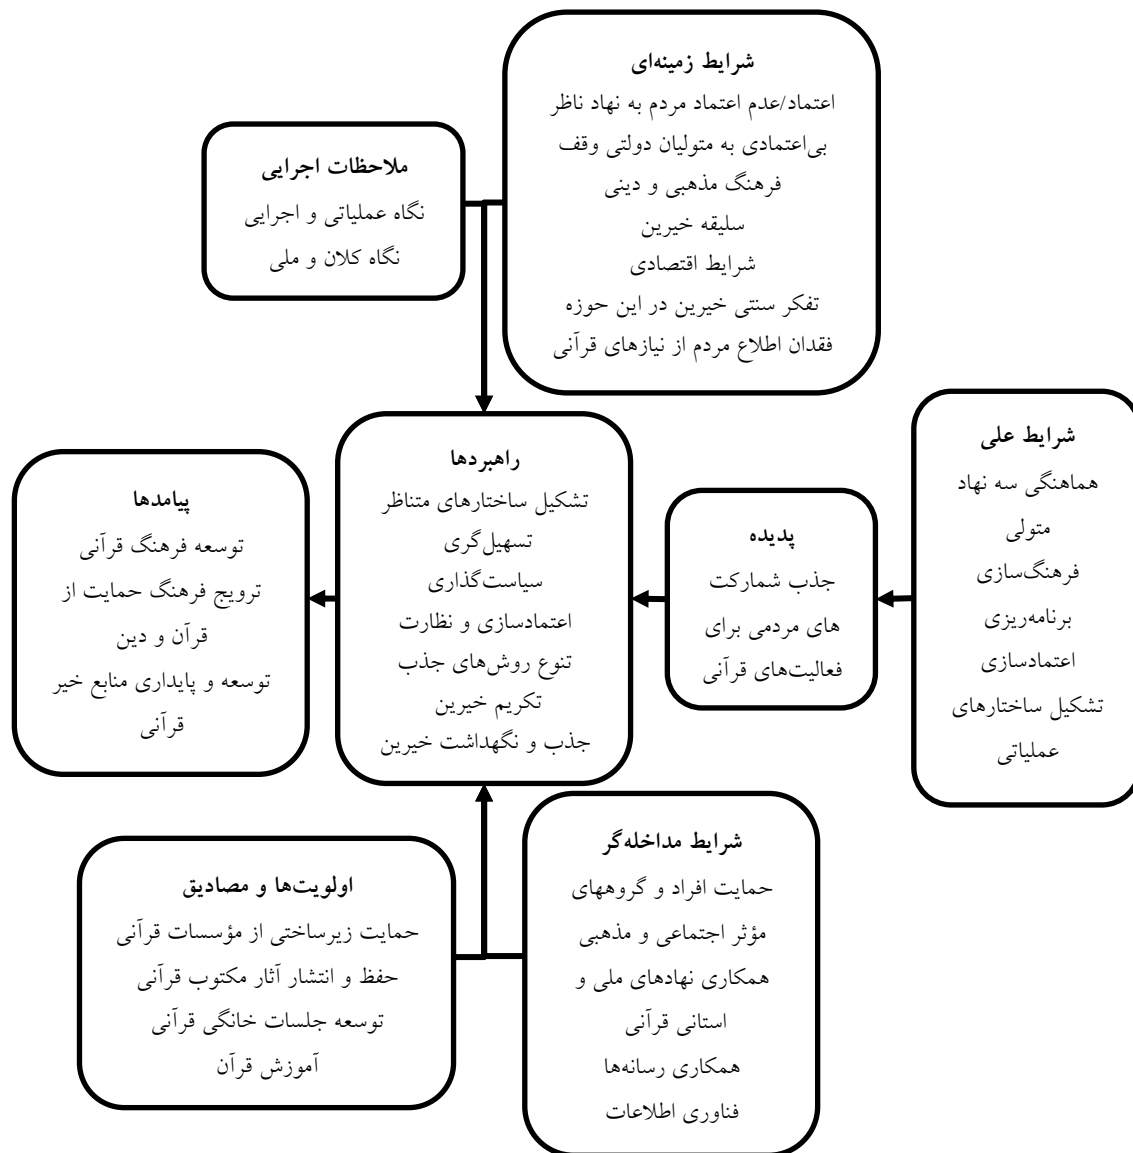 شرایط زمینه‌ای
اعتماد/عدم اعتماد مردم به نهاد ناظر
بی‌اعتمادی به متولیان دولتی وقف
فرهنگ مذهبی و دینی
سلیقه خیرین
شرایط اقتصادی
تفکر سنتی خیرین در این حوزه
فقدان اطلاع مردم از نیازهای قرآنی
ملاحظات اجرایی
نگاه عملیاتی و اجرایی
نگاه کلان و ملی
شرایط علی
هماهنگی سه نهاد
متولی
فرهنگ‌سازی
برنامه‌ریزی
اعتمادسازی
تشکیل ساختارهای
عملیاتی
پدیده
جذب شمارکت
های مردمی برای
فعالیت‌های قرآنی
راهبردها
تشکیل ساختارهای متناظر
تسهیل‌گری
سیاست‌گذاری
اعتمادسازی و نظارت
تنوع روش‌های جذب
تکریم خیرین
جذب و نگهداشت خیرین
پیامدها
توسعه فرهنگ قرآنی
ترویج فرهنگ حمایت از
قرآن و دین
توسعه و پایداری منابع خیر
قرآنی
شرایط مداخله‌گر
حمایت افراد و گروههای
مؤثر اجتماعی و مذهبی
همکاری نهادهای ملی و
استانی قرآنی
همکاری رسانه‌ها
فناوری اطلاعات
اولویت‌ها و مصادیق
حمایت زیرساختی از مؤسسات قرآنی
حفظ و انتشار آثار مکتوب قرآنی
توسعه جلسات خانگی قرآنی
آموزش قرآن